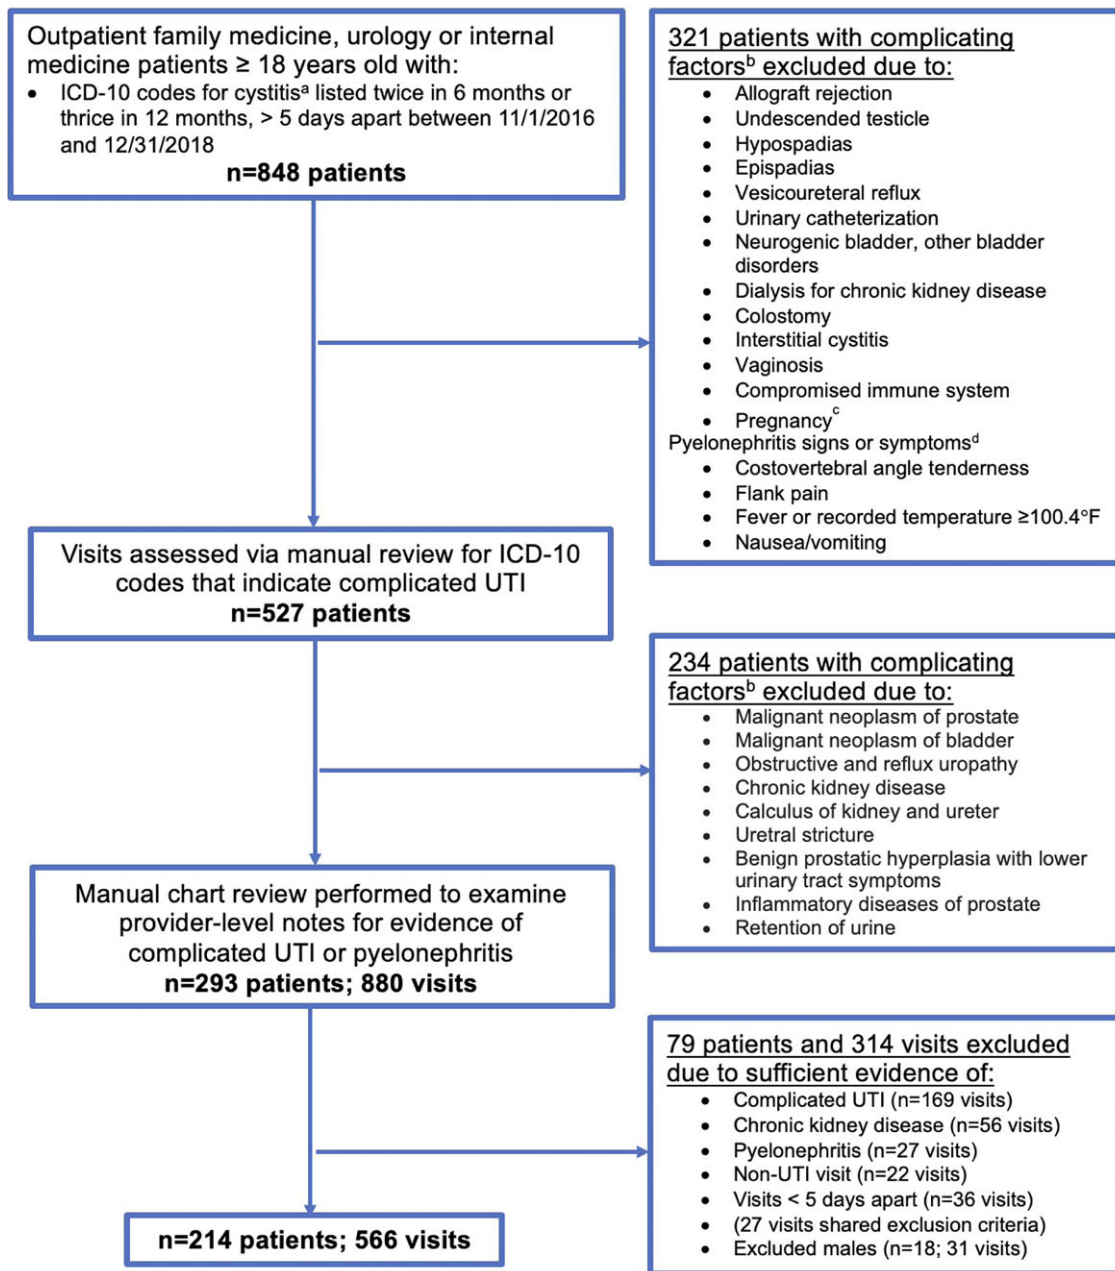 Outpatient family medicine, urology or internal
medicine patients ≥ 18 years old with:
• ICD-10 codes for cystitisᵃ listed twice in 6 months or
thrice in 12 months, > 5 days apart between 11/1/2016
and 12/31/2018
n=848 patients
321 patients with complicating
factorsᵇ excluded due to:
• Allograft rejection
• Undescended testicle
• Hypospadias
• Epispadias
• Vesicoureteral reflux
• Urinary catheterization
• Neurogenic bladder, other bladder
disorders
• Dialysis for chronic kidney disease
• Colostomy
• Interstitial cystitis
• Vaginosis
• Compromised immune system
• Pregnancyᶜ
Pyelonephritis signs or symptomsᵈ
• Costovertebral angle tenderness
• Flank pain
• Fever or recorded temperature ≥100.4°F
• Nausea/vomiting
Visits assessed via manual review for ICD-10
codes that indicate complicated UTI
n=527 patients
234 patients with complicating
factorsᵇ excluded due to:
• Malignant neoplasm of prostate
• Malignant neoplasm of bladder
• Obstructive and reflux uropathy
• Chronic kidney disease
• Calculus of kidney and ureter
• Uretral stricture
• Benign prostatic hyperplasia with lower
urinary tract symptoms
• Inflammatory diseases of prostate
• Retention of urine
Manual chart review performed to examine
provider-level notes for evidence of
complicated UTI or pyelonephritis
n=293 patients; 880 visits
79 patients and 314 visits excluded
due to sufficient evidence of:
• Complicated UTI (n=169 visits)
• Chronic kidney disease (n=56 visits)
• Pyelonephritis (n=27 visits)
• Non-UTI visit (n=22 visits)
• Visits < 5 days apart (n=36 visits)
• (27 visits shared exclusion criteria)
• Excluded males (n=18; 31 visits)
n=214 patients; 566 visits